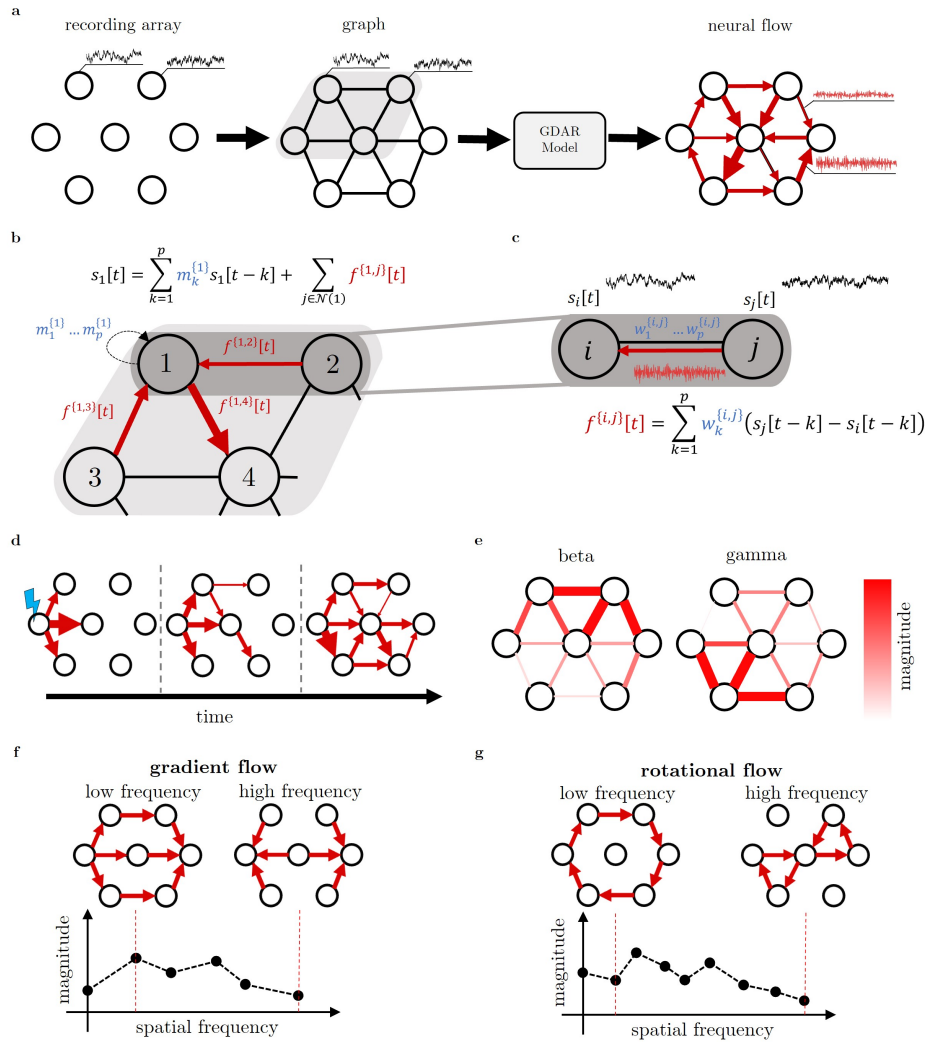 a
recording array
graph
neural flow
GDAR
Model
b
s₁[t] = ∑_{k=1}^{p} m_k^{1} s₁[t − k] + ∑_{j∈𝒩(1)} f^{1,j}[t]
m_1^{1} … m_p^{1}
1
f^{1,2}[t]
2
f^{1,3}[t]
f^{1,4}[t]
3
4
c
s_i[t]
s_j[t]
w_1^{i,j} … w_p^{i,j}
i
j
f^{i,j}[t] = ∑_{k=1}^{p} w_k^{i,j}(s_j[t − k] − s_i[t − k])
d
time
e
beta
gamma
magnitude
f
gradient flow
low frequency
high frequency
magnitude
spatial frequency
g
rotational flow
low frequency
high frequency
magnitude
spatial frequency